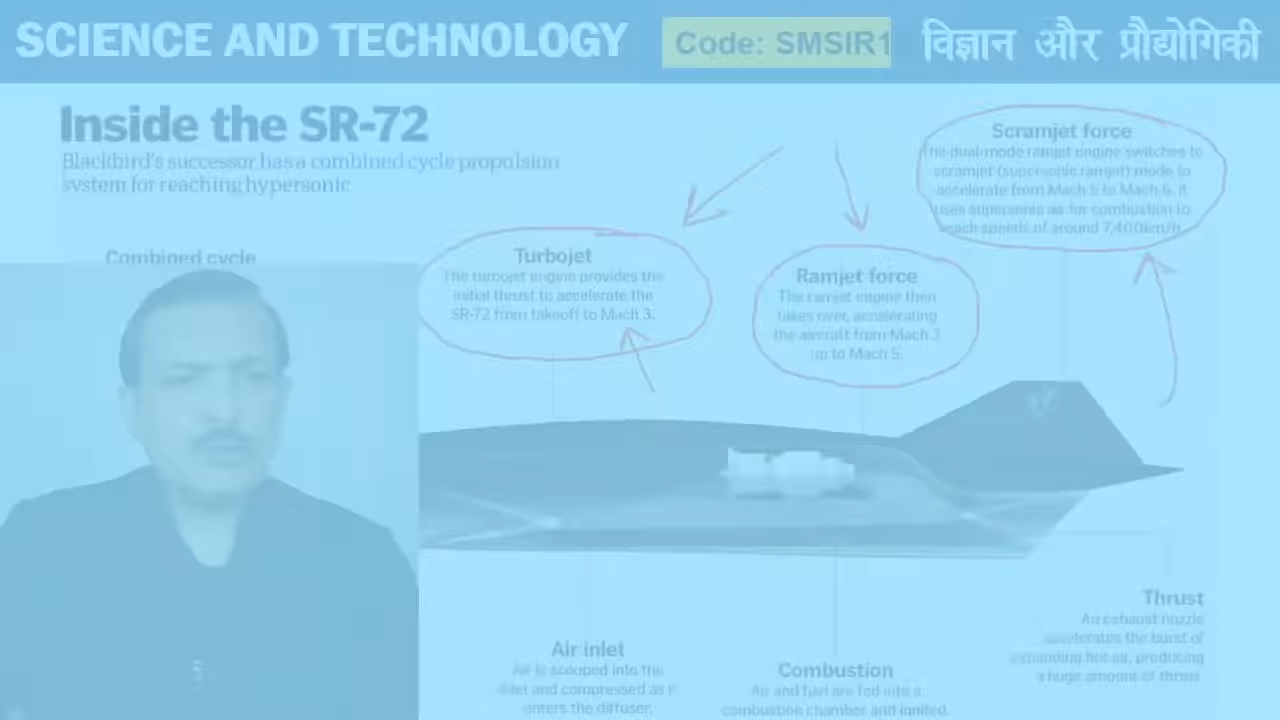 SCIENCE AND TECHNOLOGY
Code: SMSIR1
विज्ञान और प्रौद्योगिकी
Inside the SR-72
Blackbird's successor has a combined cycle propulsion
system for reaching hypersonic
Combined cycle
Turbojet
The turbojet engine provides the
initial thrust to accelerate the
SR-72 from takeoff to Mach 3.
Ramjet force
The ramjet engine then
takes over, accelerating
the aircraft from Mach 3
up to Mach 5.
Scramjet force
The dual-mode ramjet engine switches to
scramjet (supersonic ramjet) mode to
accelerate from Mach 5 to Mach 6. It
uses supersonic air for combustion to
reach speeds of around 7,400km/h.
Air inlet
Air is scooped into the
inlet and compressed as it
enters the diffuser.
Combustion
Air and fuel are fed into a
combustion chamber and ignited.
Thrust
An exhaust nozzle
accelerates the burst of
expanding hot air, producing
a huge amount of thrust.